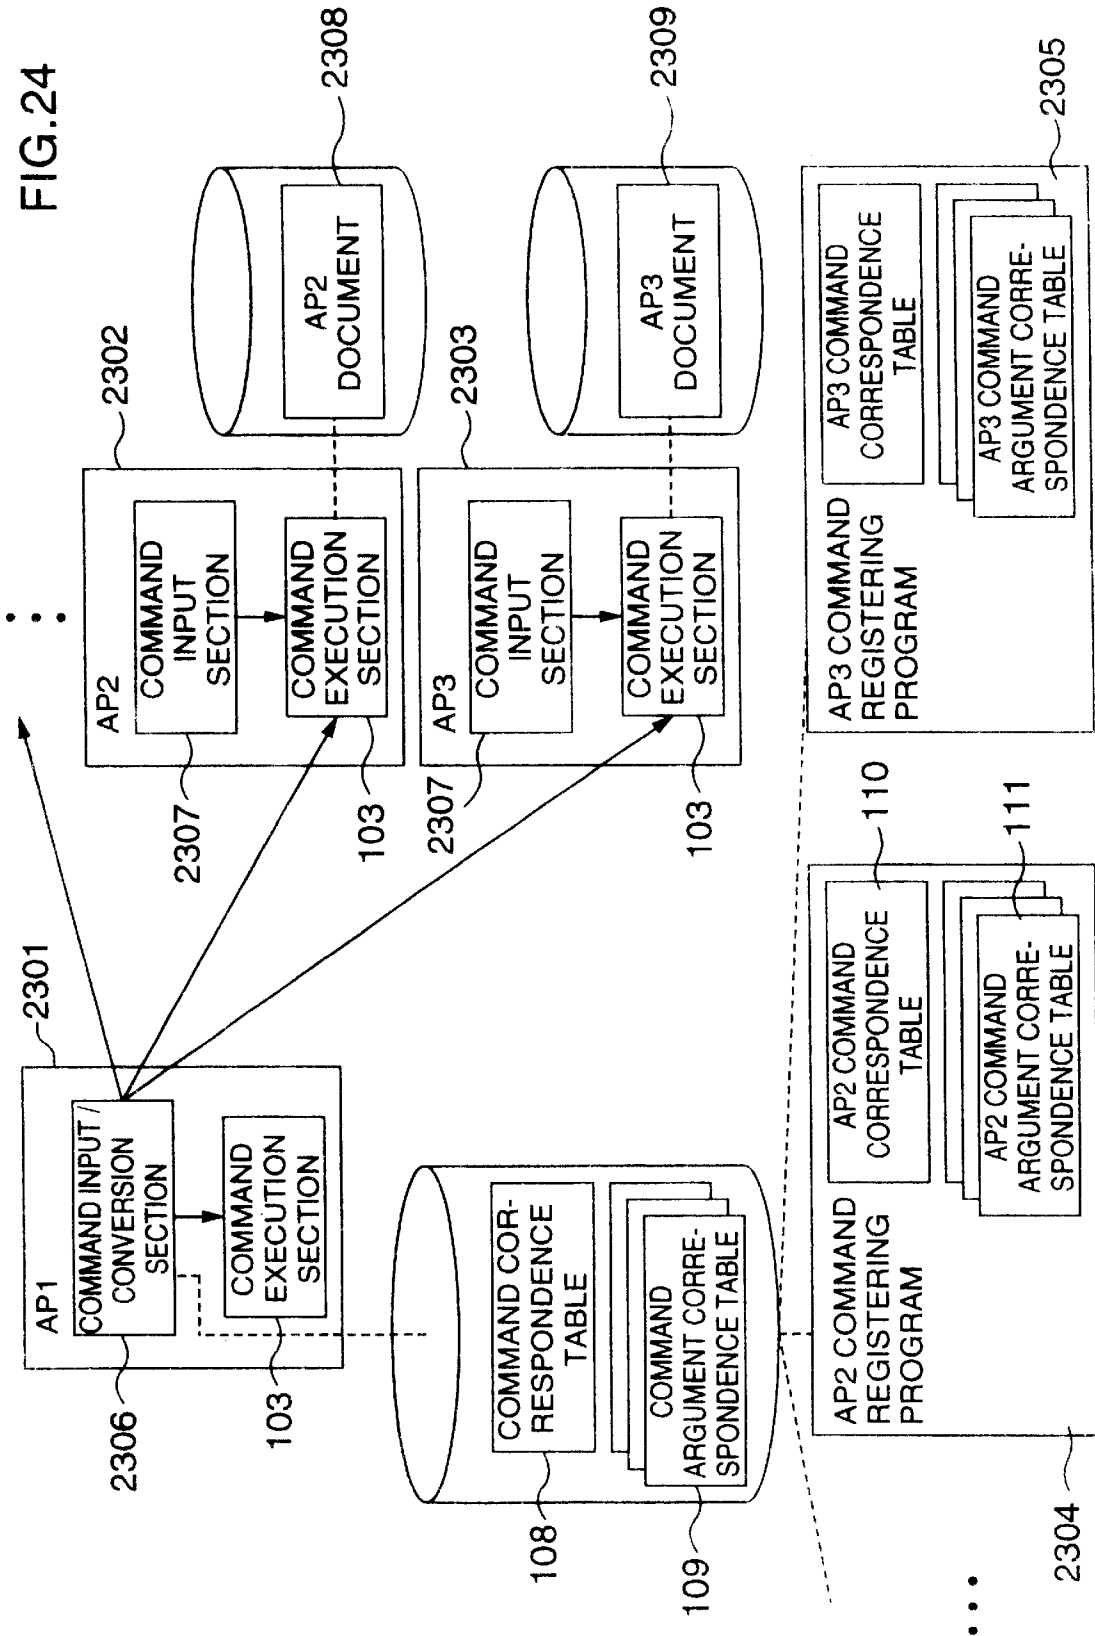 FIG.24
AP1
2301
COMMAND INPUT /
CONVERSION
SECTION
2306
COMMAND
EXECUTION
SECTION
103
AP2
2302
COMMAND
INPUT
SECTION
2307
COMMAND
EXECUTION
SECTION
103
AP2
DOCUMENT
2308
AP3
2303
COMMAND
INPUT
SECTION
2307
COMMAND
EXECUTION
SECTION
103
AP3
DOCUMENT
2309
COMMAND COR-
RESPONDENCE
TABLE
108
COMMAND
ARGUMENT CORRE-
SPONDENCE TABLE
109
AP2 COMMAND
REGISTERING
PROGRAM
2304
AP2 COMMAND
CORRESPONDENCE
TABLE
110
AP2 COMMAND
ARGUMENT CORRE-
SPONDENCE TABLE
111
AP3 COMMAND
REGISTERING
PROGRAM
2305
AP3 COMMAND
CORRESPONDENCE
TABLE
AP3 COMMAND
ARGUMENT CORRE-
SPONDENCE TABLE